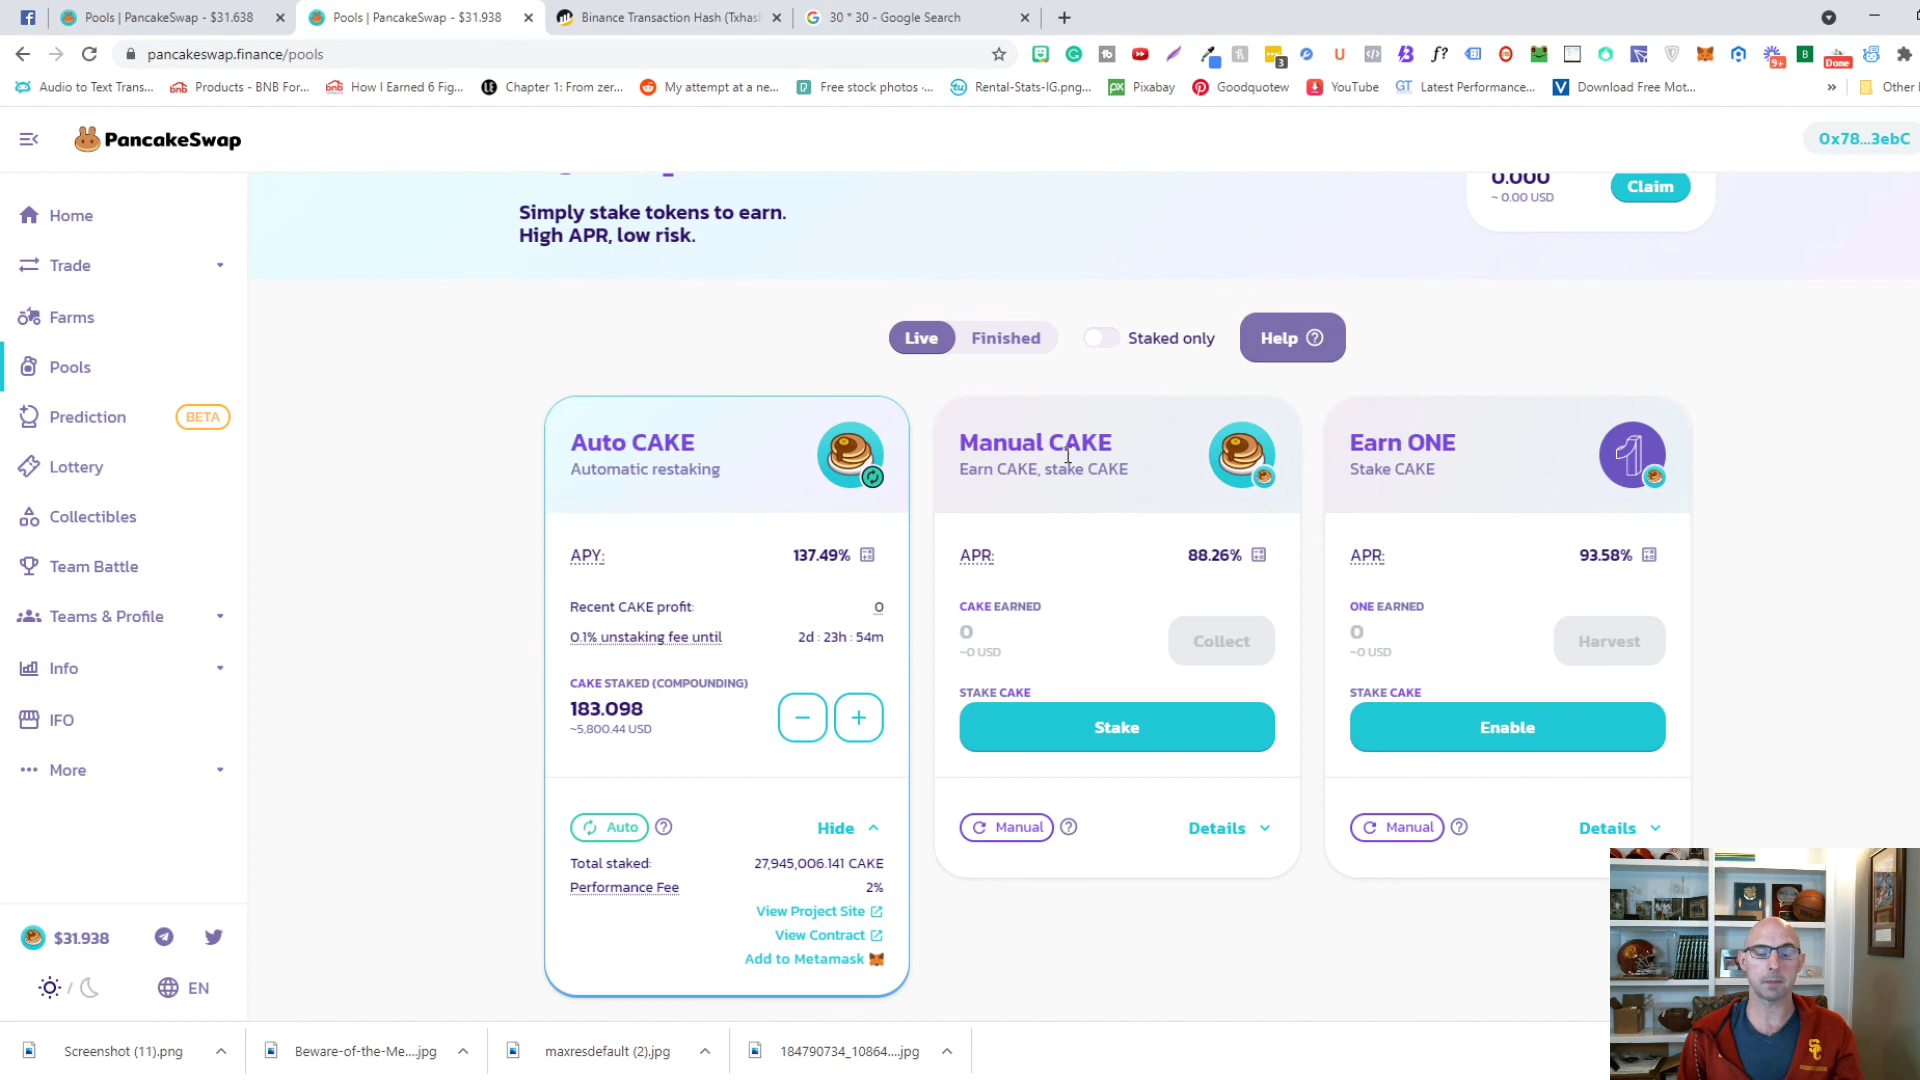 Pools | PancakeSwap - $31.638
Pools | PancakeSwap - $31.938
Binance Transaction Hash (Txhas
30 * 30 - Google Search
pancakeswap.finance/pools
Audio to Text Trans...
Products - BNB For...
How I Earned 6 Fig...
Chapter 1: From zer...
My attempt at a ne...
Free stock photos -...
Rental-Stats-IG.png...
Pixabay
Goodquotew
YouTube
Latest Performance...
Download Free Mot...
Other
PancakeSwap
0x78...3ebC
Home
Trade
Farms
Pools
Prediction
BETA
Lottery
Collectibles
Team Battle
Teams & Profile
Info
IFO
More
$31.938
EN
Simply stake tokens to earn.
High APR, low risk.
0.000
~ 0.00 USD
Claim
Live
Finished
Staked only
Help
Auto CAKE
Automatic restaking
APY:
137.49%
Recent CAKE profit:
0
0.1% unstaking fee until
2d : 23h : 54m
CAKE STAKED (COMPOUNDING)
183.098
~5,800.44 USD
Auto
Hide
Total staked:
27,945,006.141 CAKE
Performance Fee
2%
View Project Site
View Contract
Add to Metamask
Manual CAKE
Earn CAKE, stake CAKE
APR:
88.26%
CAKE EARNED
0
~0 USD
Collect
STAKE CAKE
Stake
Manual
Details
Earn ONE
Stake CAKE
APR:
93.58%
ONE EARNED
0
~0 USD
Harvest
STAKE CAKE
Enable
Manual
Details
Screenshot (11).png
Beware-of-the-Me....jpg
maxresdefault (2).jpg
184790734_10864....jpg